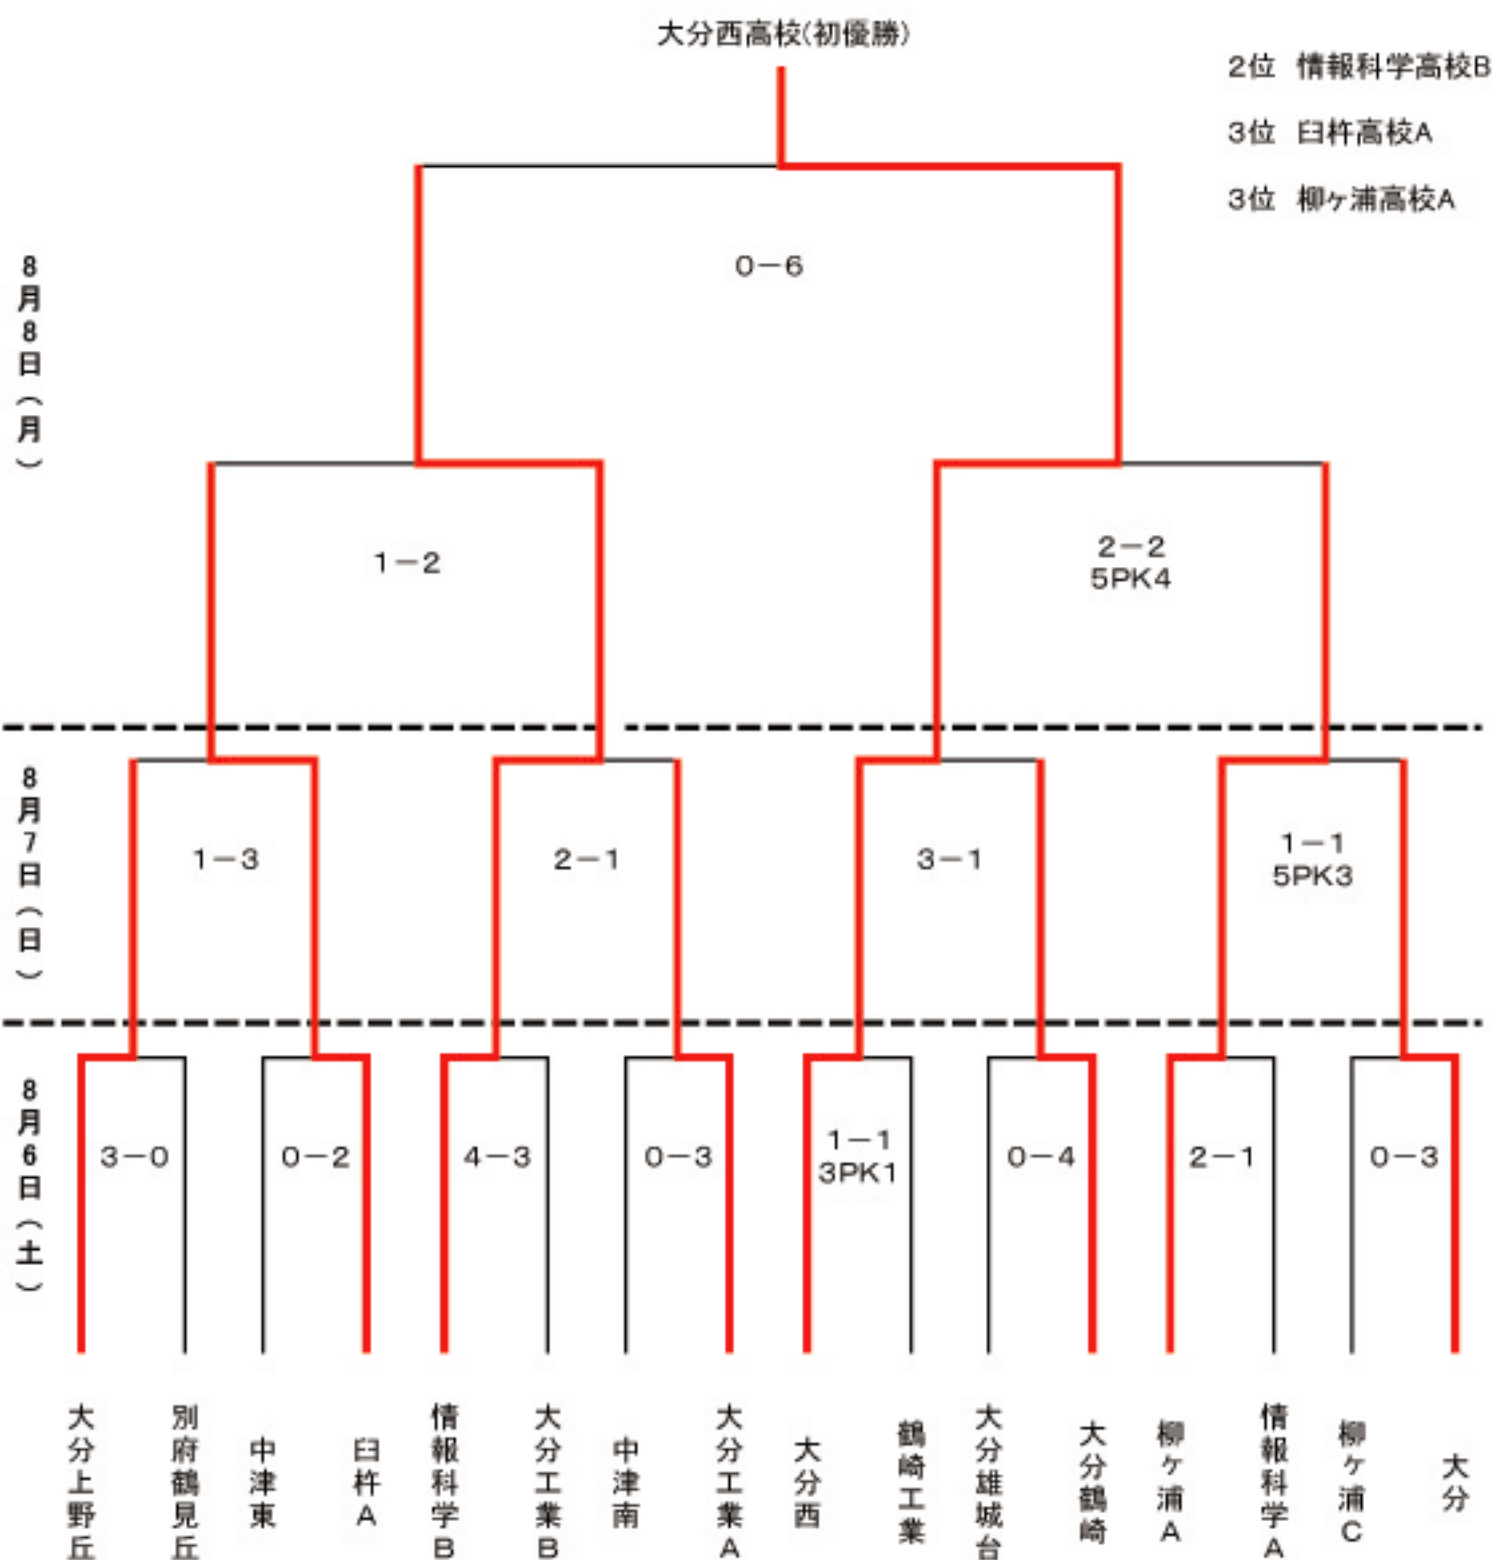 大分西高校(初優勝)
2位 情報科学高校B
3位 臼杵高校A
3位 柳ヶ浦高校A
8月8日(月)
0-6
1-2
2-2
5PK4
8月7日(日)
1-3
2-1
3-1
1-1
5PK3
8月6日(土)
3-0
0-2
4-3
0-3
1-1
3PK1
0-4
2-1
0-3
大分上野丘
別府鶴見丘
中津東
臼杵A
情報科学B
大分工業B
中津南
大分工業A
大分西
鶴崎工業
大分雄城台
大分鶴崎
柳ヶ浦A
情報科学A
柳ヶ浦C
大分